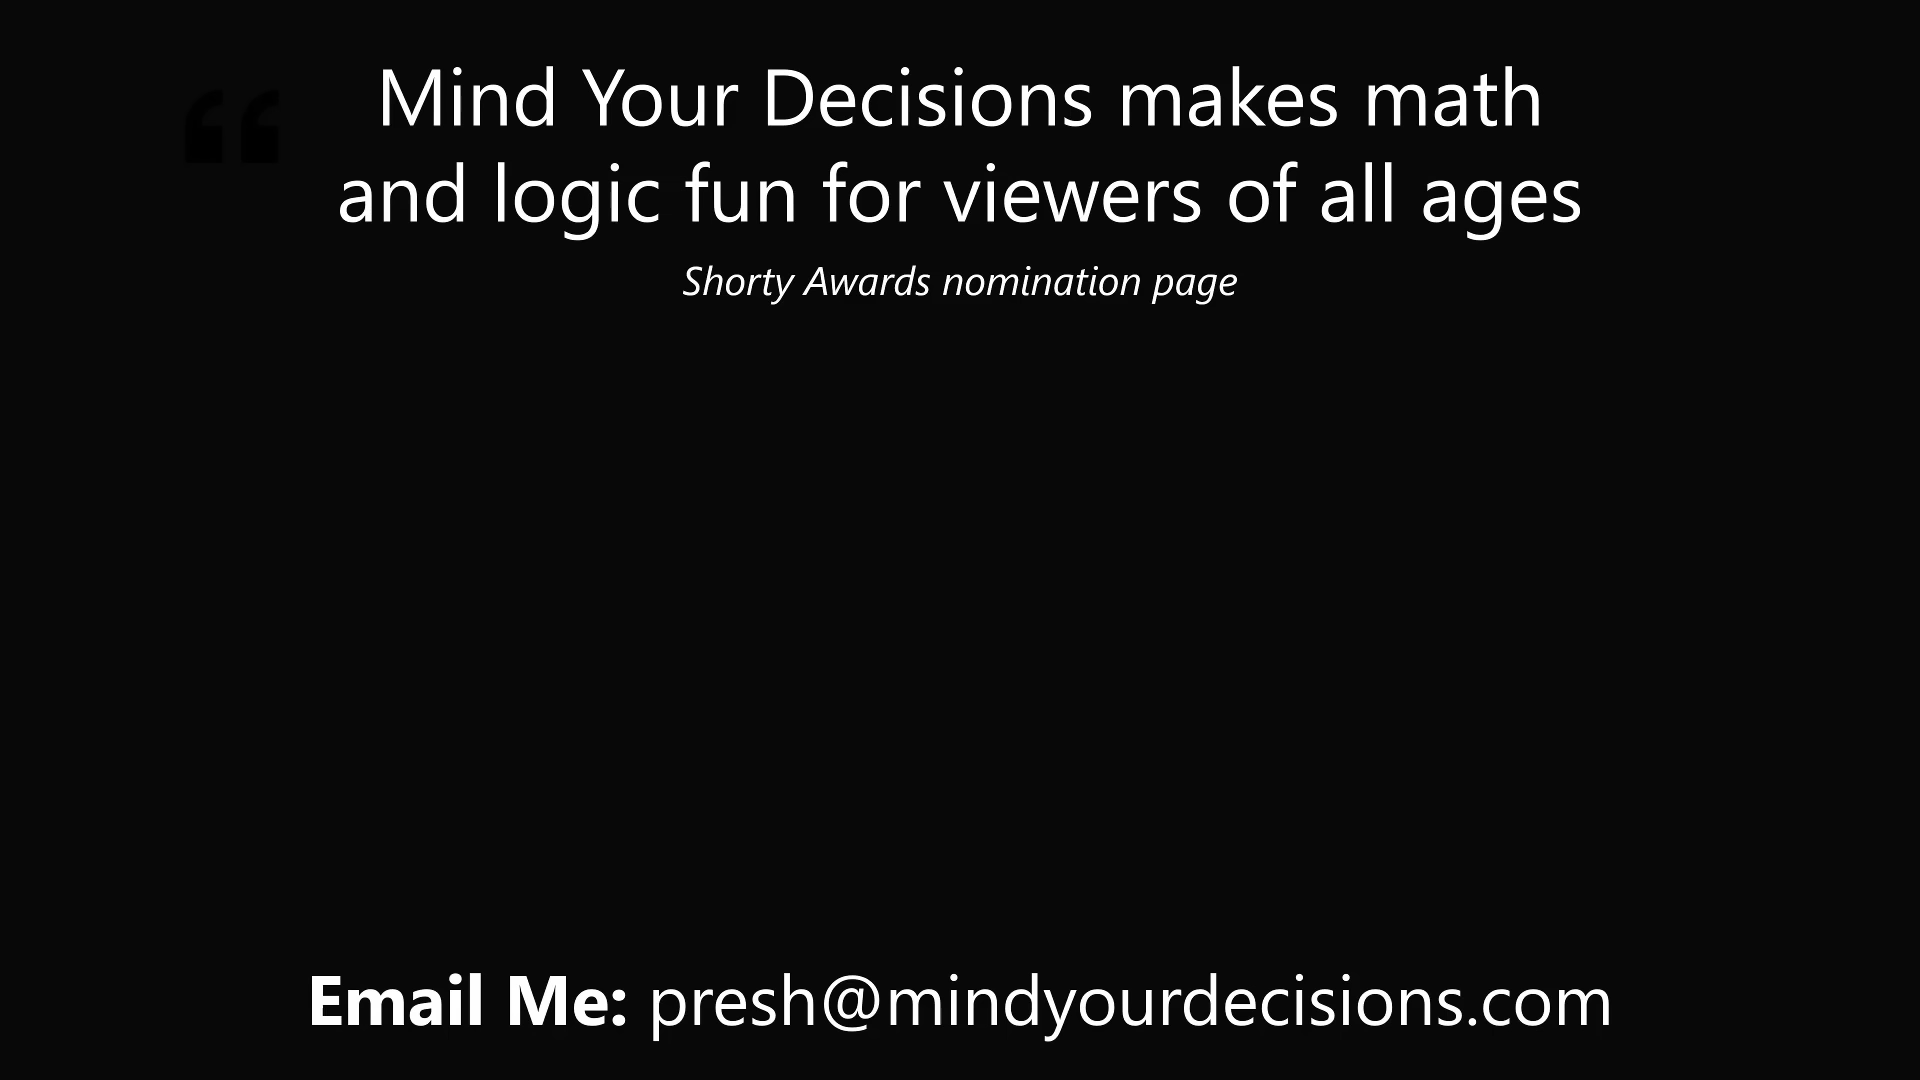 “
Mind Your Decisions makes math
and logic fun for viewers of all ages
Shorty Awards nomination page
Email Me: presh@mindyourdecisions.com